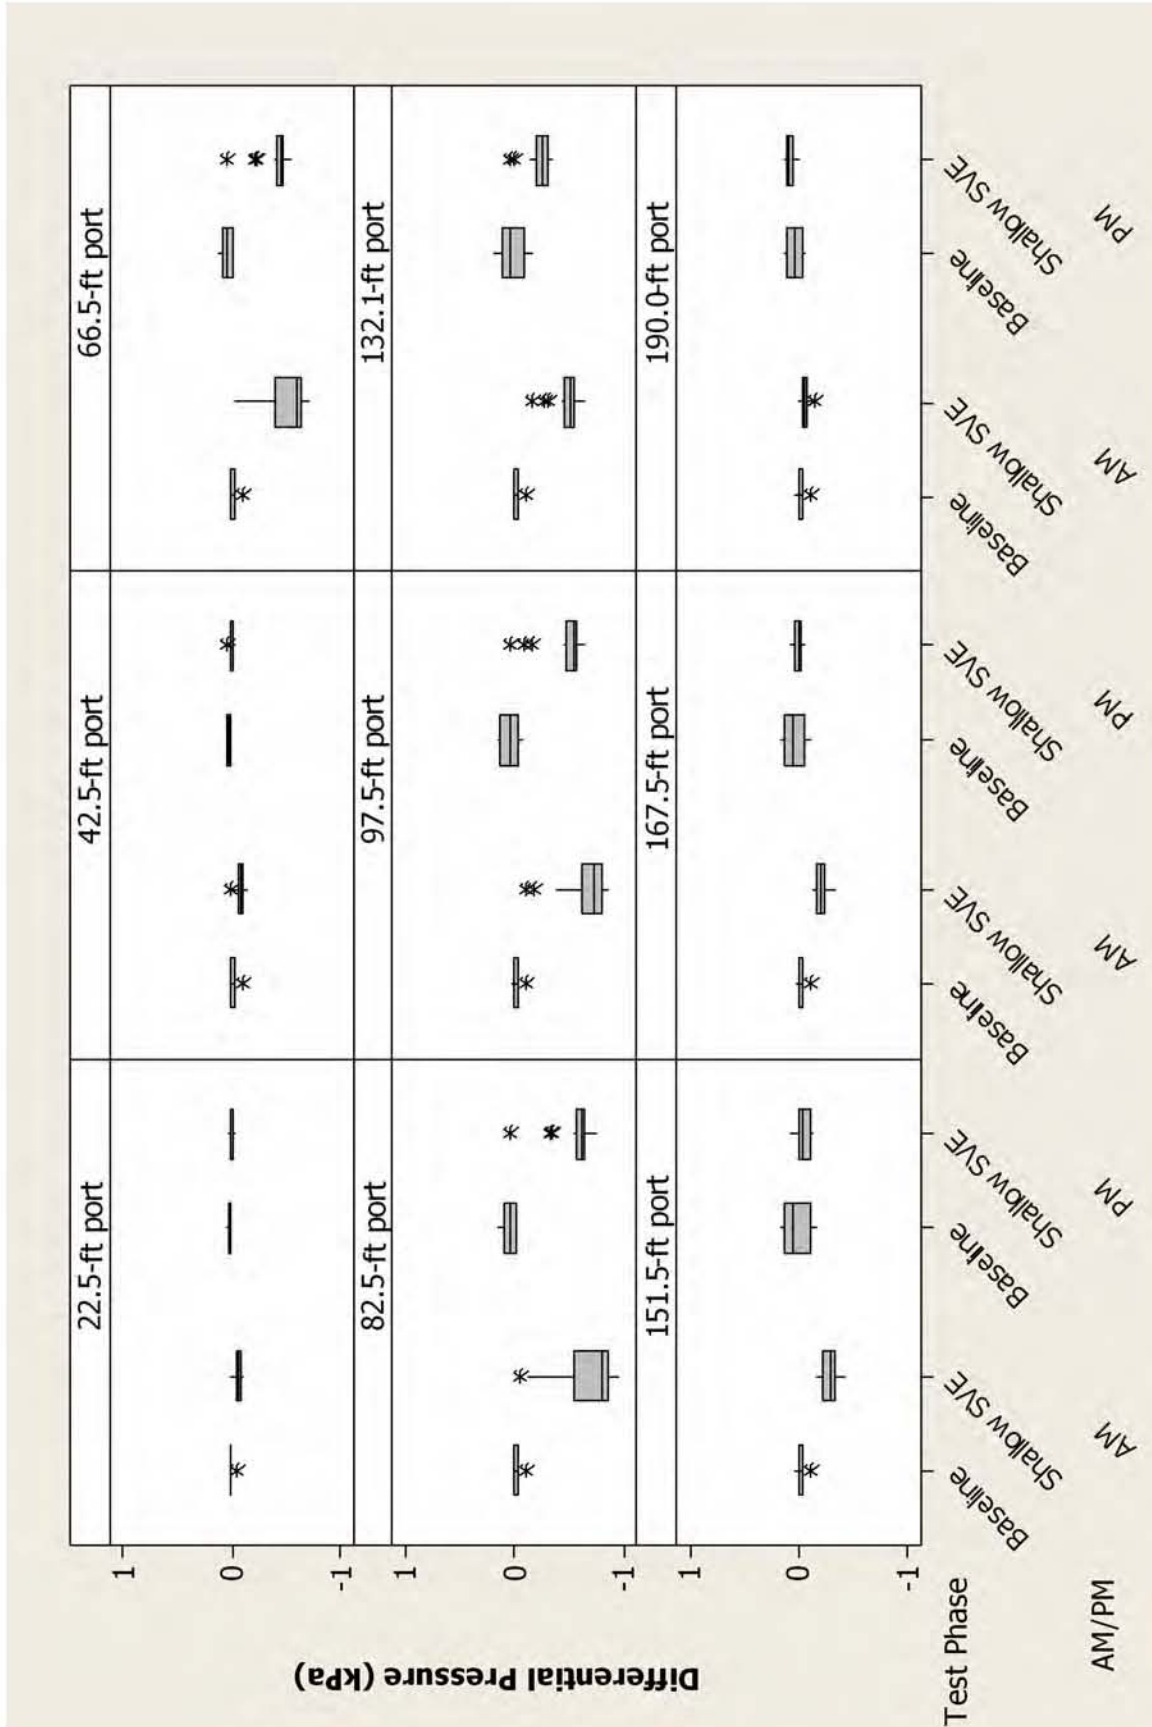 22.5-ft port
42.5-ft port
66.5-ft port
1
0
-1
82.5-ft port
97.5-ft port
132.1-ft port
1
0
-1
151.5-ft port
167.5-ft port
190.0-ft port
1
0
-1
Differential Pressure (kPa)
Test Phase
Baseline
Shallow SVE
Baseline
Shallow SVE
Baseline
Shallow SVE
Baseline
Shallow SVE
Baseline
Shallow SVE
Baseline
Shallow SVE
AM/PM
AM
PM
AM
PM
AM
PM